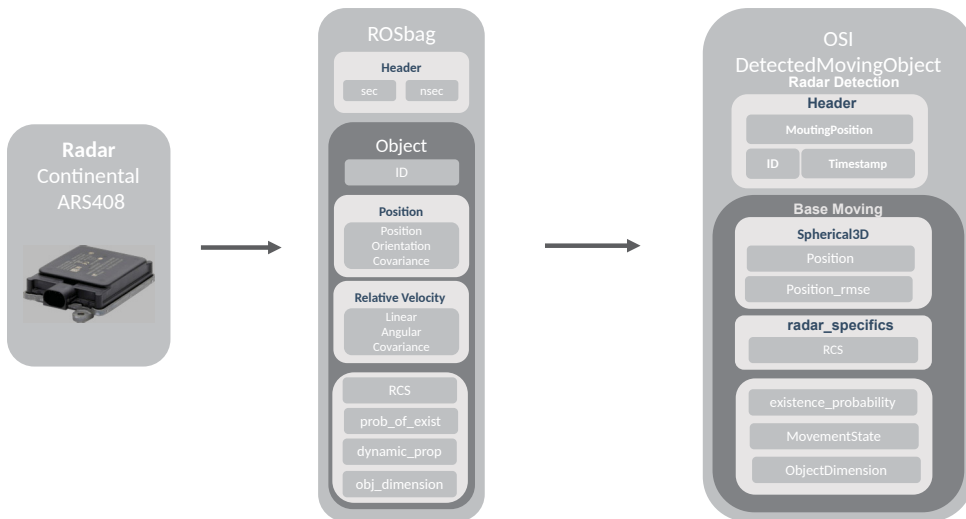 Radar
Continental
ARS408
ROSbag
Header
sec
nsec
Object
ID
Position
Position
Orientation
Covariance
Relative Velocity
Linear
Angular
Covariance
RCS
prob_of_exist
dynamic_prop
obj_dimension
OSI
DetectedMovingObject
Radar Detection
Header
MoutingPosition
ID
Timestamp
Base Moving
Spherical3D
Position
Position_rmse
radar_specifics
RCS
existence_probability
MovementState
ObjectDimension